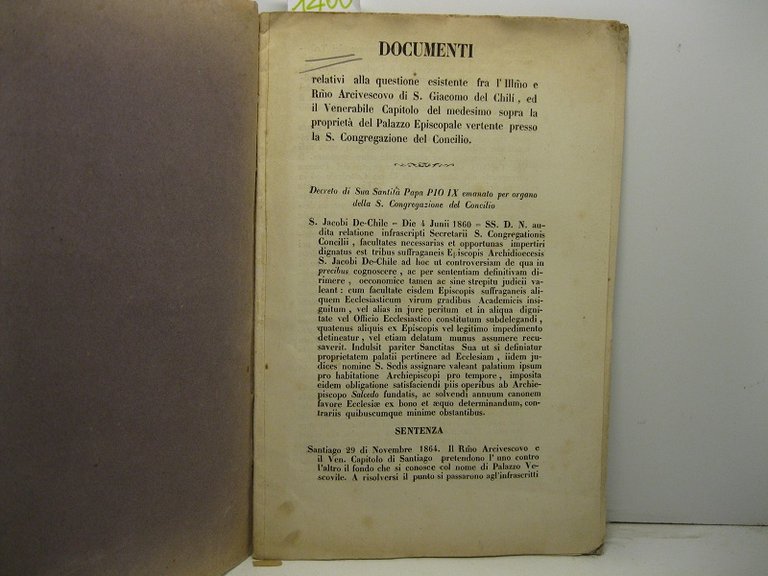 1400
DOCUMENTI
relativi alla questione esistente fra l'Illm̃o e
Rm̃o Arcivescovo di S. Giacomo del Chilí, ed
il Venerabile Capitolo del medesimo sopra la
proprietà del Palazzo Episcopale vertente presso
la S. Congregazione del Concilio.
Decreto di Sua Santità Papa PIO IX emanato per organo
della S. Congregazione del Concilio
S. Jacobi De-Chile - Die 4 Junii 1860 - SS. D. N. au-
dita relatione infrascripti Secretarii S. Congregationis
Concilii, facultates necessarias et opportunas impertiri
dignatus est tribus suffraganeis Episcopis Archidioecesis
S. Jacobi De-Chile ad hoc ut controversiam de qua in
precibus cognoscere, ac per sententiam definitivam di-
rimere, oeconomice tamen ac sine strepitu judicii va-
leant: cum facultate eisdem Episcopis suffraganeis ali-
quem Ecclesiasticum virum gradibus Academicis insi-
gnitum, vel alias in jure peritum et in aliqua digni-
tate vel Officio Ecclesiastico constitutum subdelegandi,
quatenus aliquis ex Episcopis vel legitimo impedimento
detineatur, vel etiam delatum munus assumere recu-
saverit. Indulsit pariter Sanctitas Sua ut si definiatur
proprietatem palatii pertinere ad Ecclesiam, iidem ju-
dices nomine S. Sedis assignare valeant palatium ipsum
pro habitatione Archiepiscopi pro tempore, imposita
eidem obligatione satisfaciendi piis operibus ab Archie-
piscopo Salcedo fundatis, ac solvendi annuum canonem
favore Ecclesiæ ex bono et æquo determinandum, con-
trariis quibuscumque minime obstantibus.
SENTENZA
Santiago 29 di Novembre 1864. Il Rm̃o Arcivescovo e
il Ven. Capitolo di Santiago pretendono l'uno contro
l'altro il fondo che si conosce col nome di Palazzo Ve-
scovile. A risolversi il punto si passarono agl'infrascritti